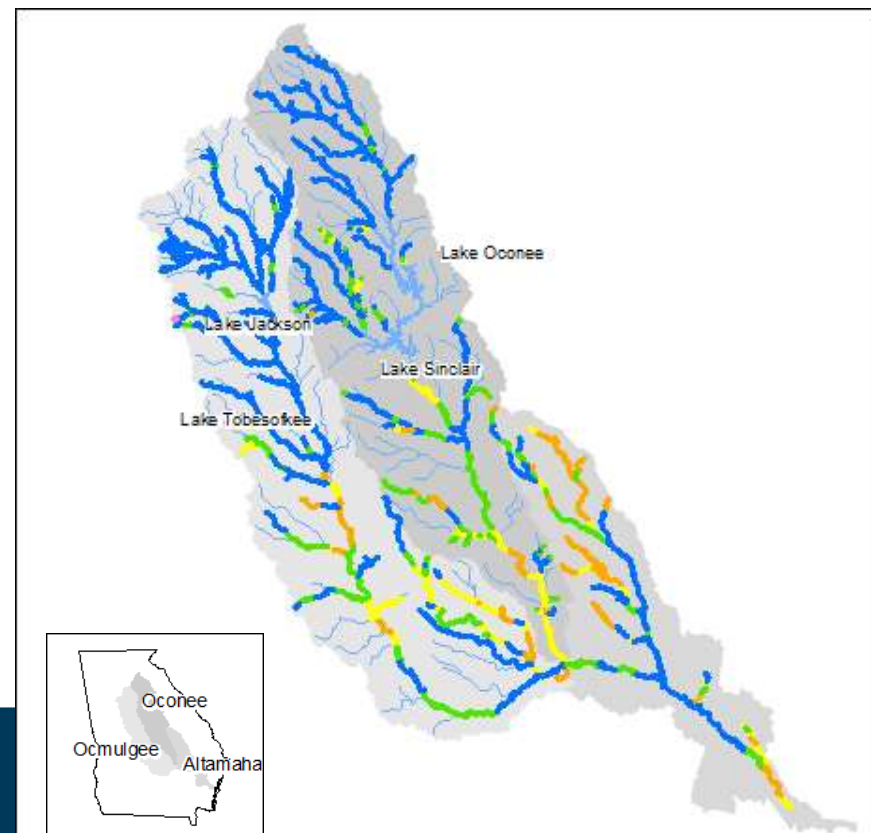 Lake Oconee
Lake Jackson
Lake Sinclair
Lake Tobesofkee
Oconee
Ocmulgee
Altamaha